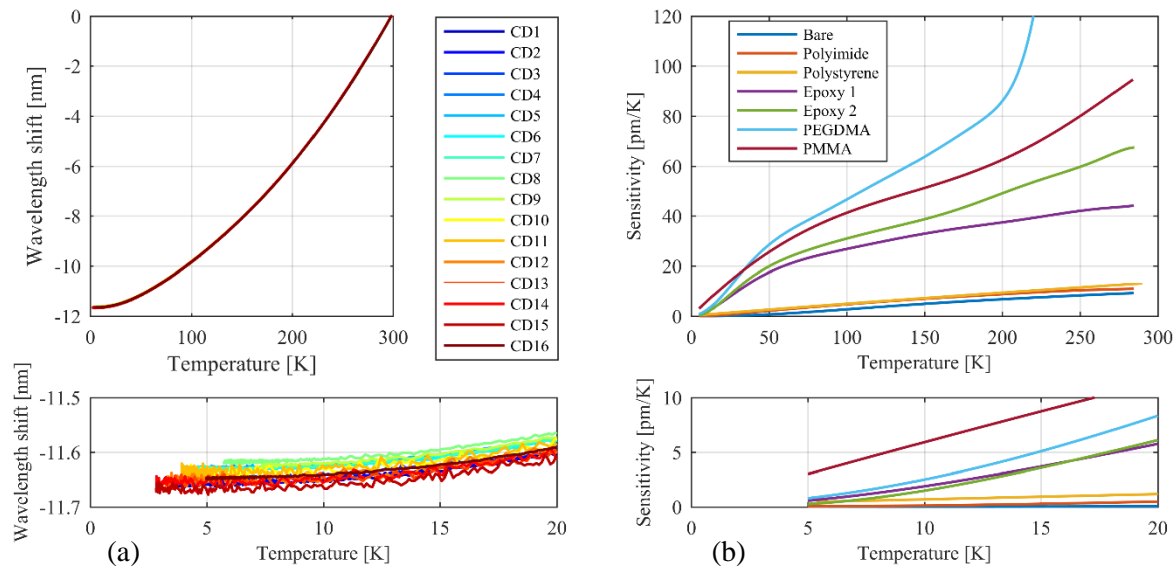 0
-2
-4
-6
-8
-10
-12
Wavelength shift [nm]
0 100 200 300
Temperature [K]
CD1
CD2
CD3
CD4
CD5
CD6
CD7
CD8
CD9
CD10
CD11
CD12
CD13
CD14
CD15
CD16
120
100
80
60
40
20
0
Sensitivity [pm/K]
Bare
Polyimide
Polystyrene
Epoxy 1
Epoxy 2
PEGDMA
PMMA
0 50 100 150 200 250 300
Temperature [K]
-11.5
-11.6
-11.7
Wavelength shift [nm]
0 5 10 15 20
Temperature [K]
(a)
10
5
0
Sensitivity [pm/K]
0 5 10 15 20
Temperature [K]
(b)